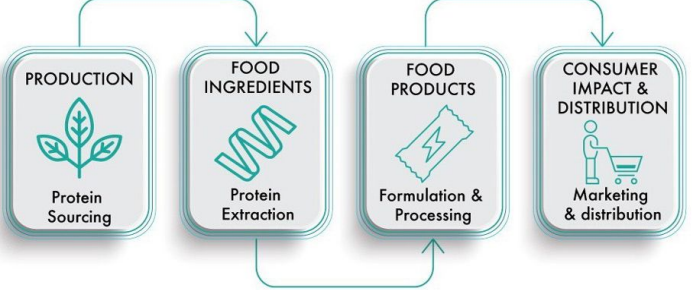 PRODUCTION
Protein
Sourcing
FOOD
INGREDIENTS
Protein
Extraction
FOOD
PRODUCTS
Formulation &
Processing
CONSUMER
IMPACT &
DISTRIBUTION
Marketing
& distribution